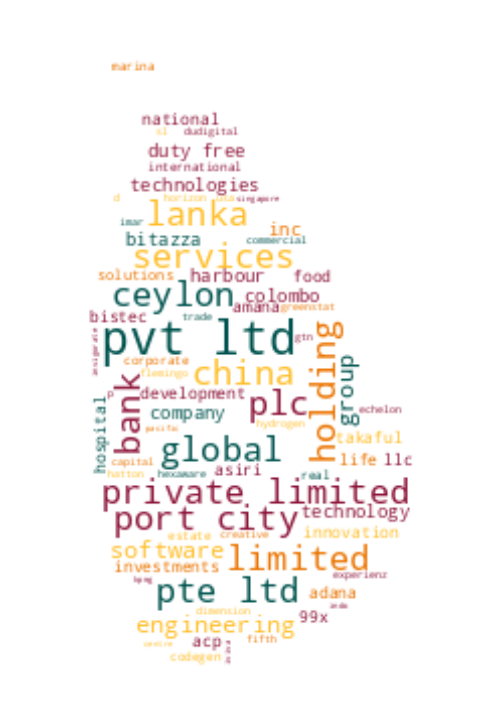 marina
national
sl dudigital
duty free
international
technologies
d horizon singapore
lanka
imar inc
bitazza commercial
services
solutions harbour food
ceylon colombo
amana greenstat
bistec trade
pvt ltd gtn
corporate
flemingo china
holding
group
bank
p development plc echelon
company
pacific hydrogen
hospital
global takaful
capital asiri life llc
hatton hexaware real
private limited
port city technology
estate creative innovation
software limited
investments experienz
pte ltd adana
dimension
engineering 99x
acp fifth
codegen